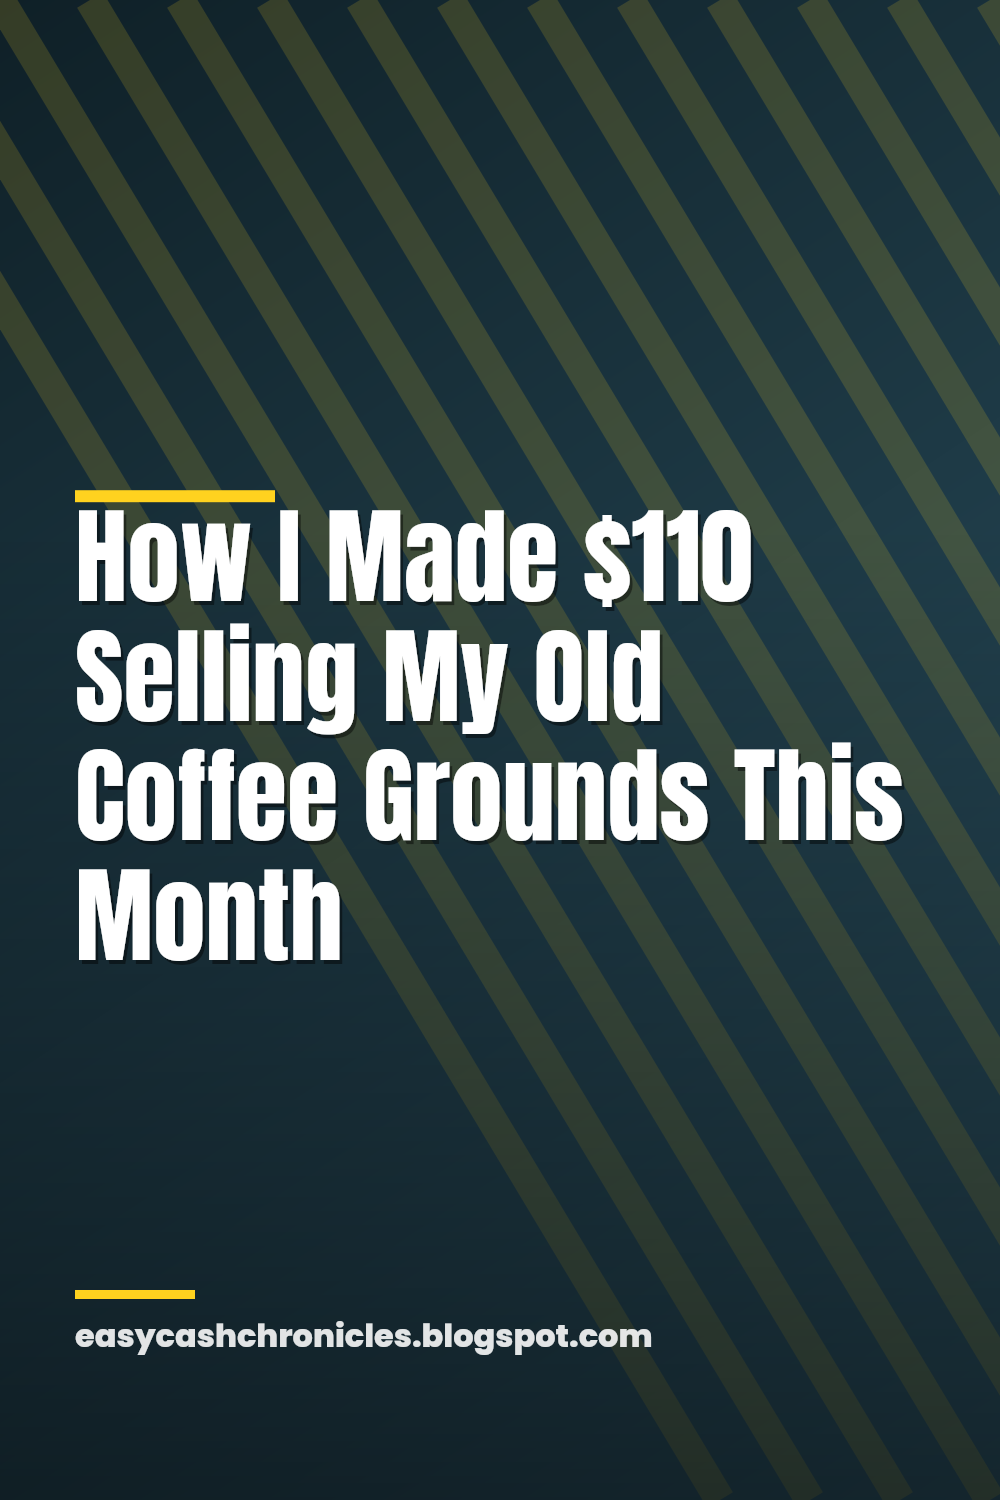 How I Made $110
Selling My Old
Coffee Grounds This
Month
easycashchronicles.blogspot.com